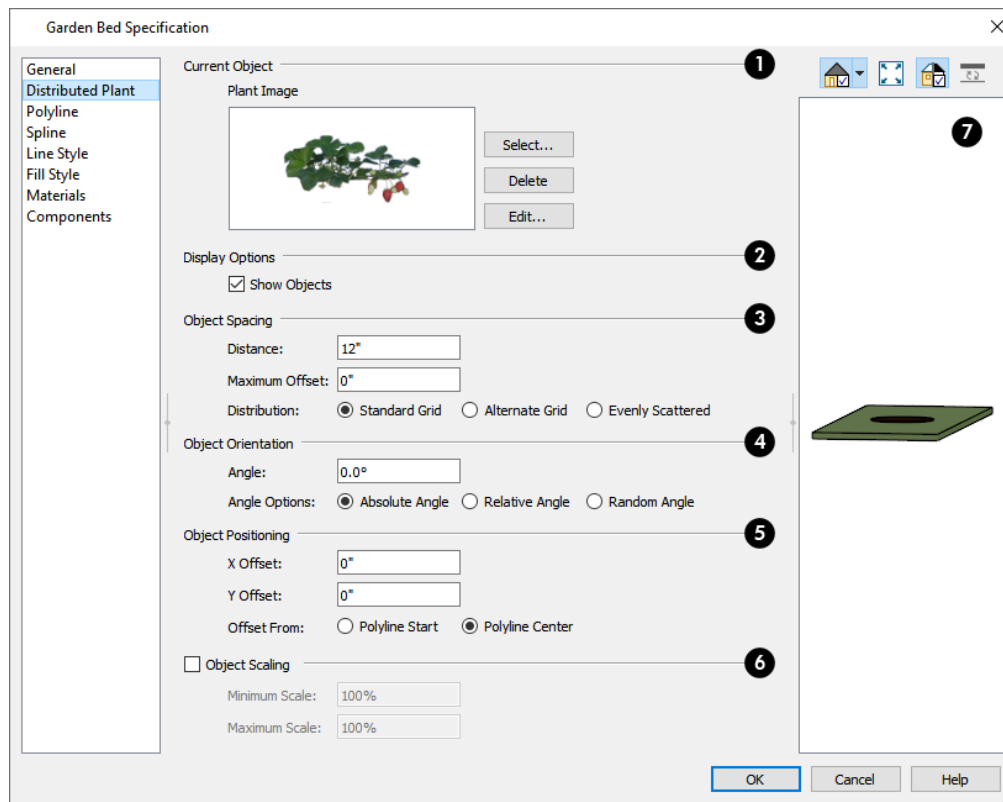 Garden Bed Specification
General
Distributed Plant
Polyline
Spline
Line Style
Fill Style
Materials
Components
Current Object 1
Plant Image
Select...
Delete
Edit...
Display Options 2
Show Objects
Object Spacing 3
Distance: 12"
Maximum Offset: 0"
Distribution: Standard Grid Alternate Grid Evenly Scattered
Object Orientation 4
Angle: 0.0°
Angle Options: Absolute Angle Relative Angle Random Angle
Object Positioning 5
X Offset: 0"
Y Offset: 0"
Offset From: Polyline Start Polyline Center
Object Scaling 6
Minimum Scale: 100%
Maximum Scale: 100%
7
OK Cancel Help